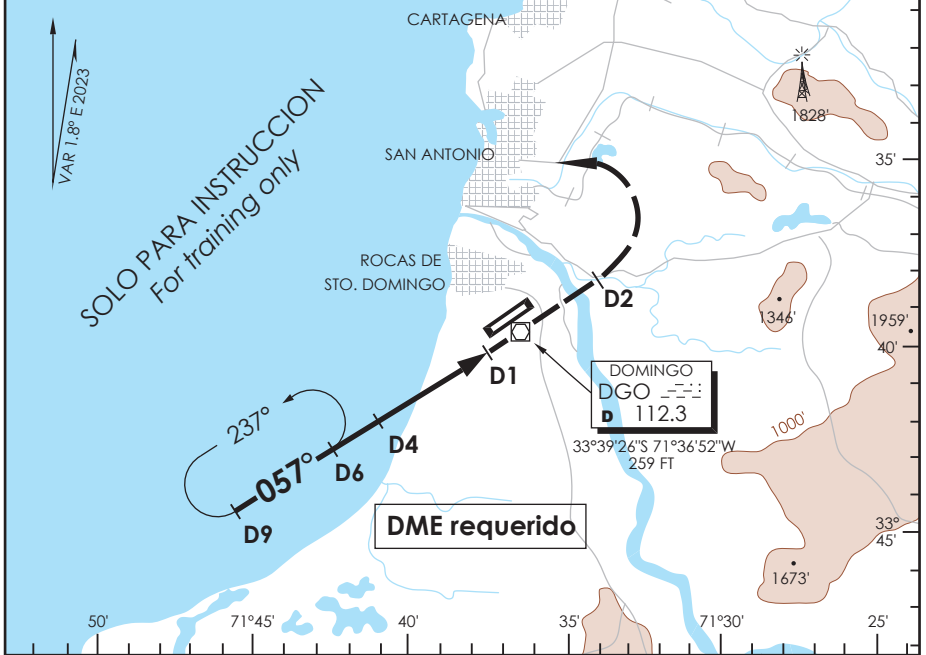 CARTAGENA
VAR 1.8° E 2023
1828'
SOLO PARA INSTRUCCION
For training only
SAN ANTONIO
35'
ROCAS DE
STO. DOMINGO
D2
1346'
1959'
40'
D1
DOMINGO
DGO
D 112.3
33°39'26"S 71°36'52"W
259 FT
1000'
237°
D4
057°
D6
D9
DME requerido
33°
45'
1673'
50'
71°45'
40'
35'
71°30'
25'